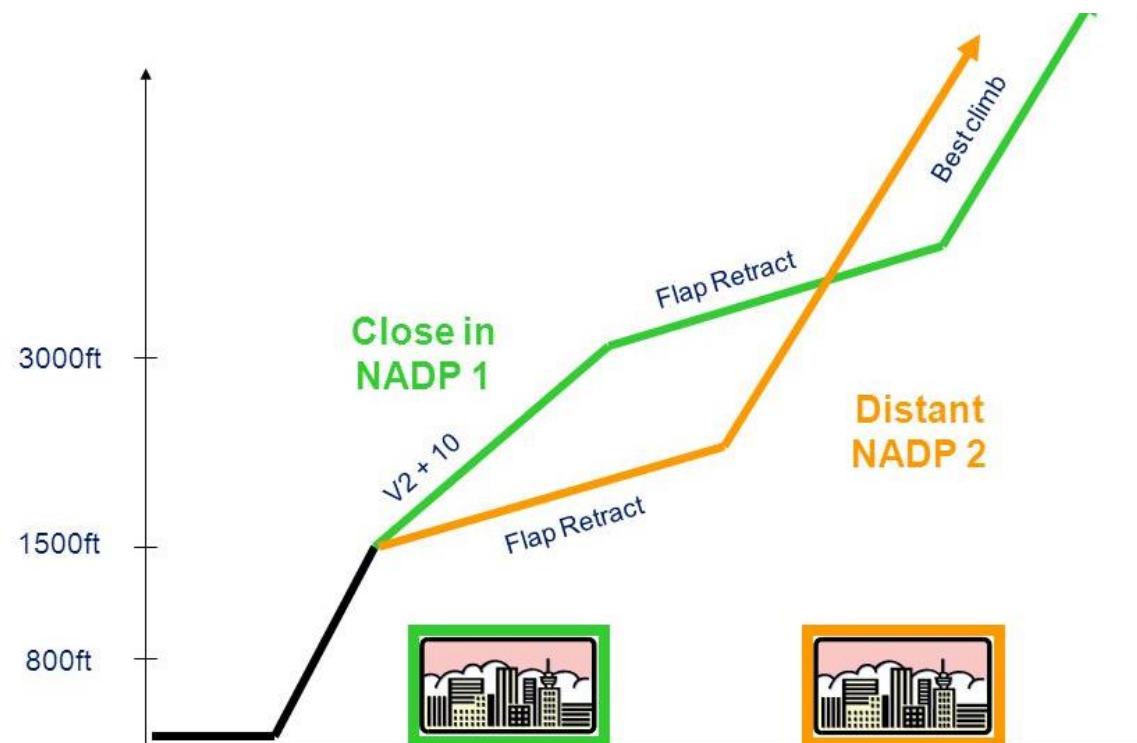 Best climb
Flap Retract
Close in
NADP 1
3000ft
Distant
NADP 2
V2 + 10
Flap Retract
1500ft
800ft